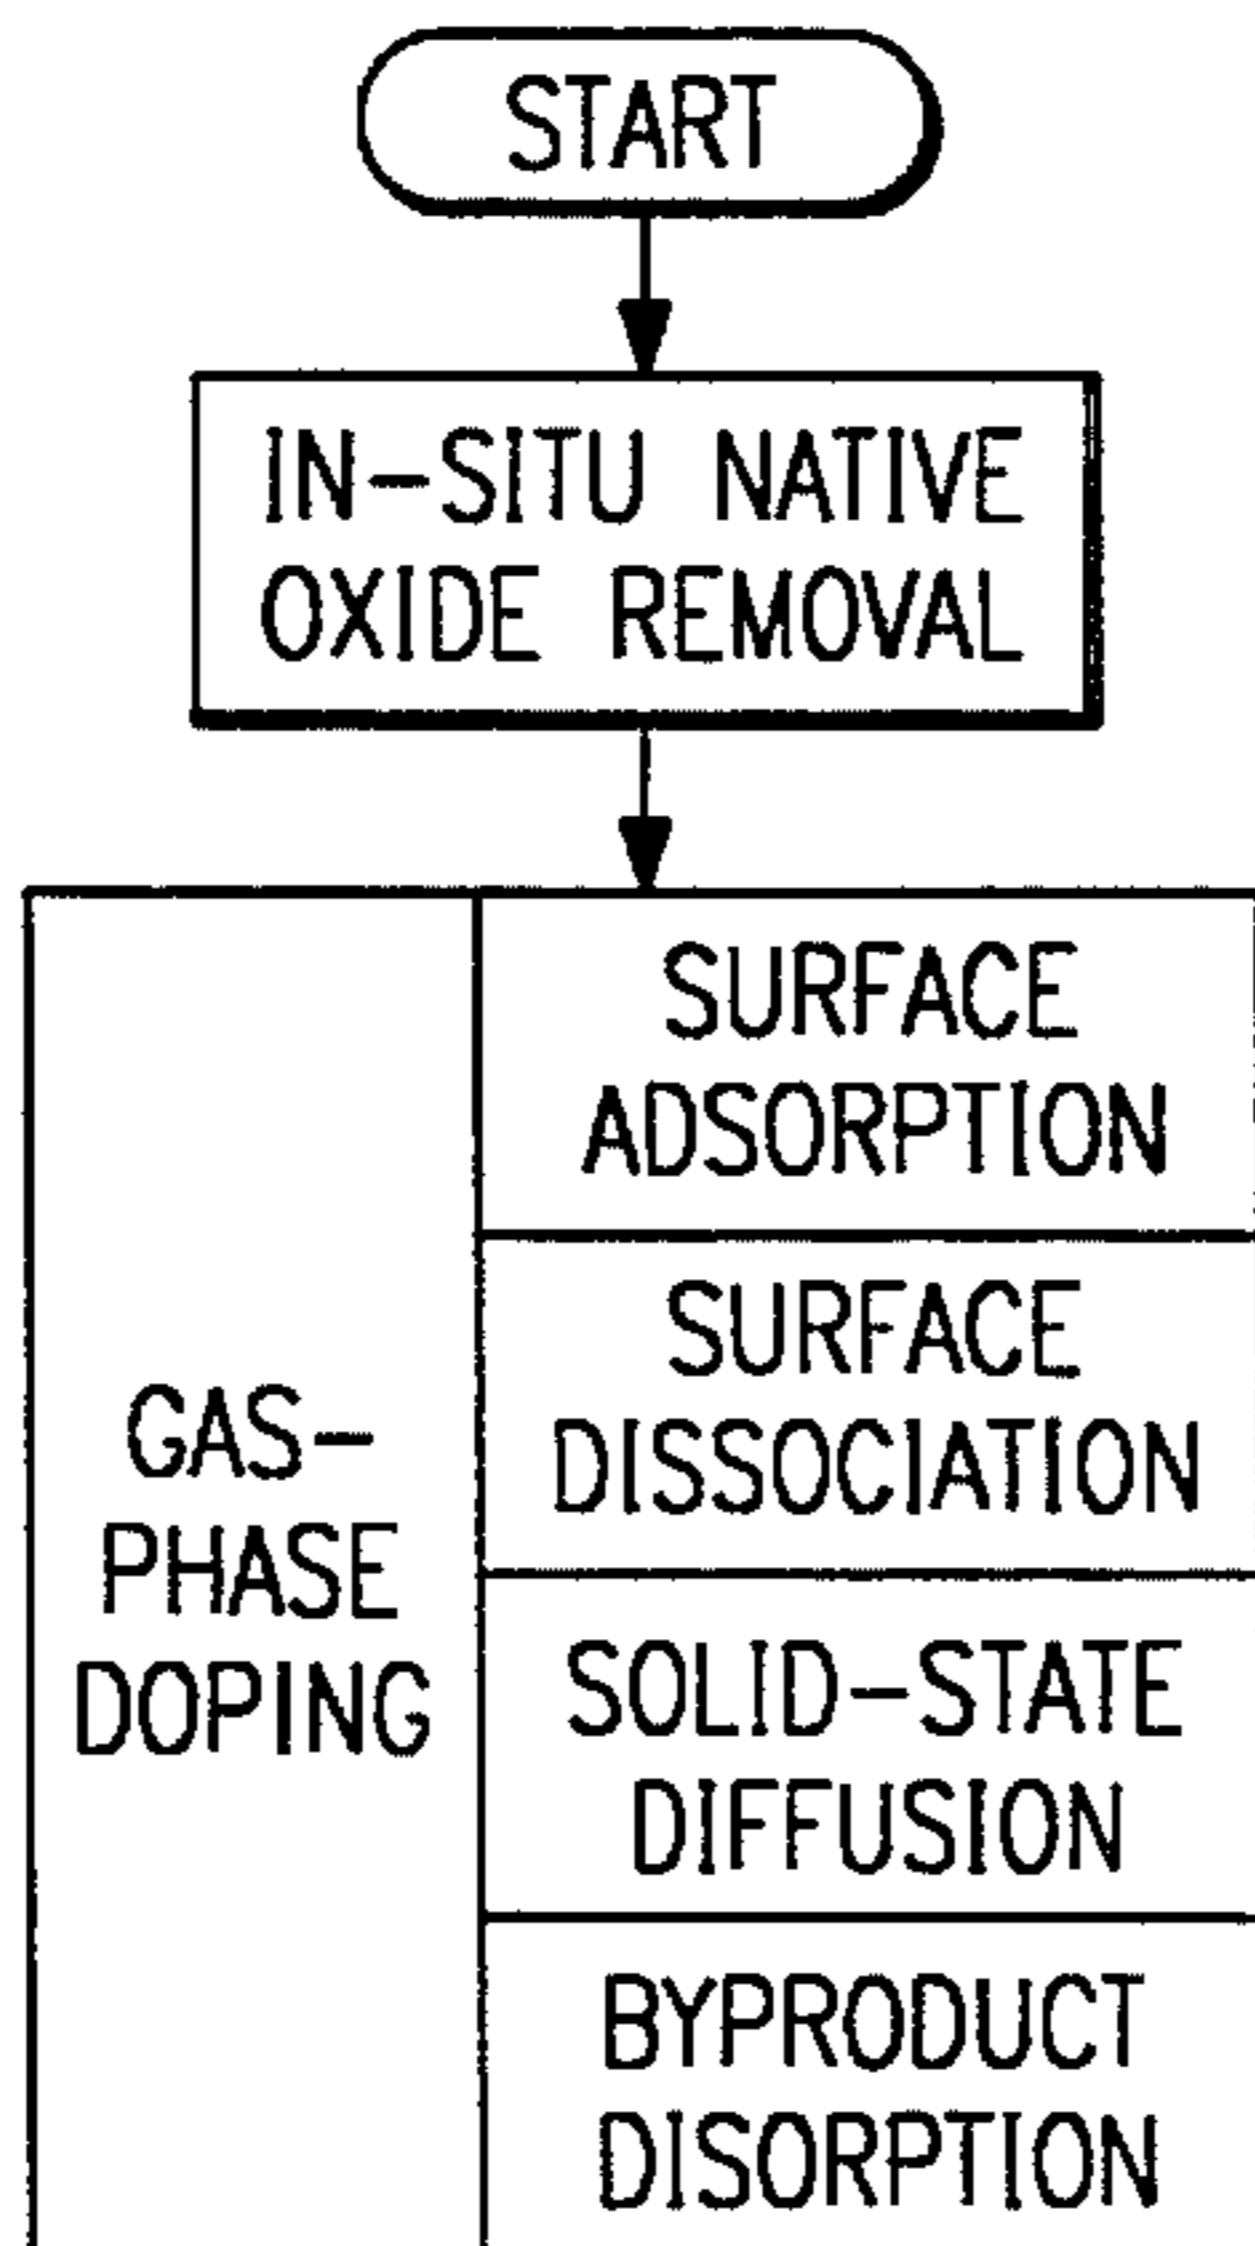 START
IN-SITU NATIVE
OXIDE REMOVAL
GAS-
PHASE
DOPING
SURFACE
ADSORPTION
SURFACE
DISSOCIATION
SOLID-STATE
DIFFUSION
BYPRODUCT
DISORPTION